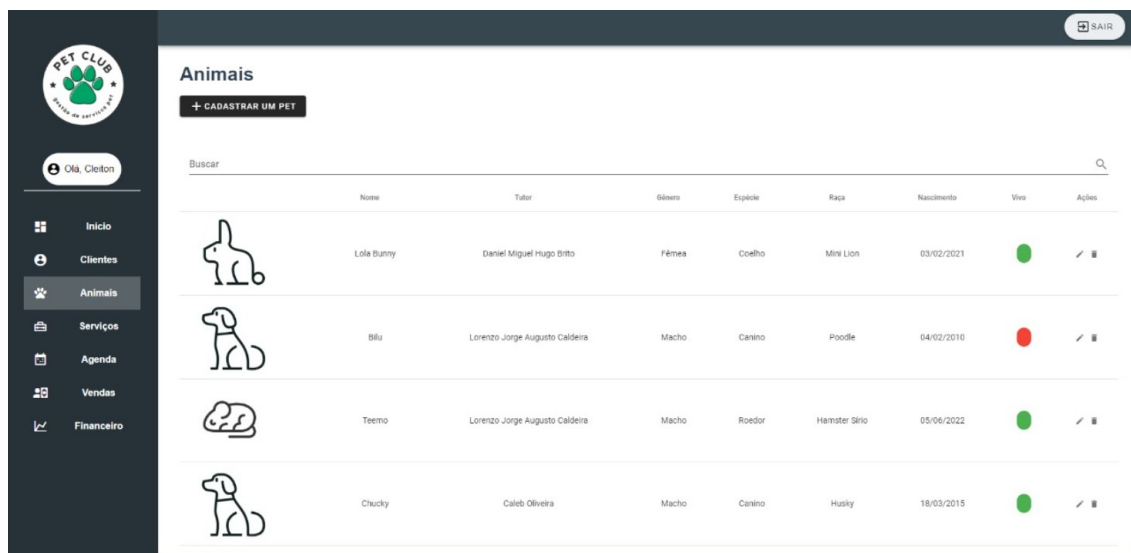 SAIR
PET CLUB
gestão de serviços pet
Olá, Cleiton
Início
Clientes
Animais
Serviços
Agenda
Vendas
Financeiro
Animais
+ CADASTRAR UM PET
Buscar
Nome Tutor Gênero Espécie Raça Nascimento Vivo Ações
Lola Bunny Daniel Miguel Hugo Brito Fêmea Coelho Mini Lion 03/02/2021
Bilu Lorenzo Jorge Augusto Caldeira Macho Canino Poodle 04/02/2010
Teemo Lorenzo Jorge Augusto Caldeira Macho Roedor Hamster Sírio 05/06/2022
Chucky Caleb Oliveira Macho Canino Husky 18/03/2015